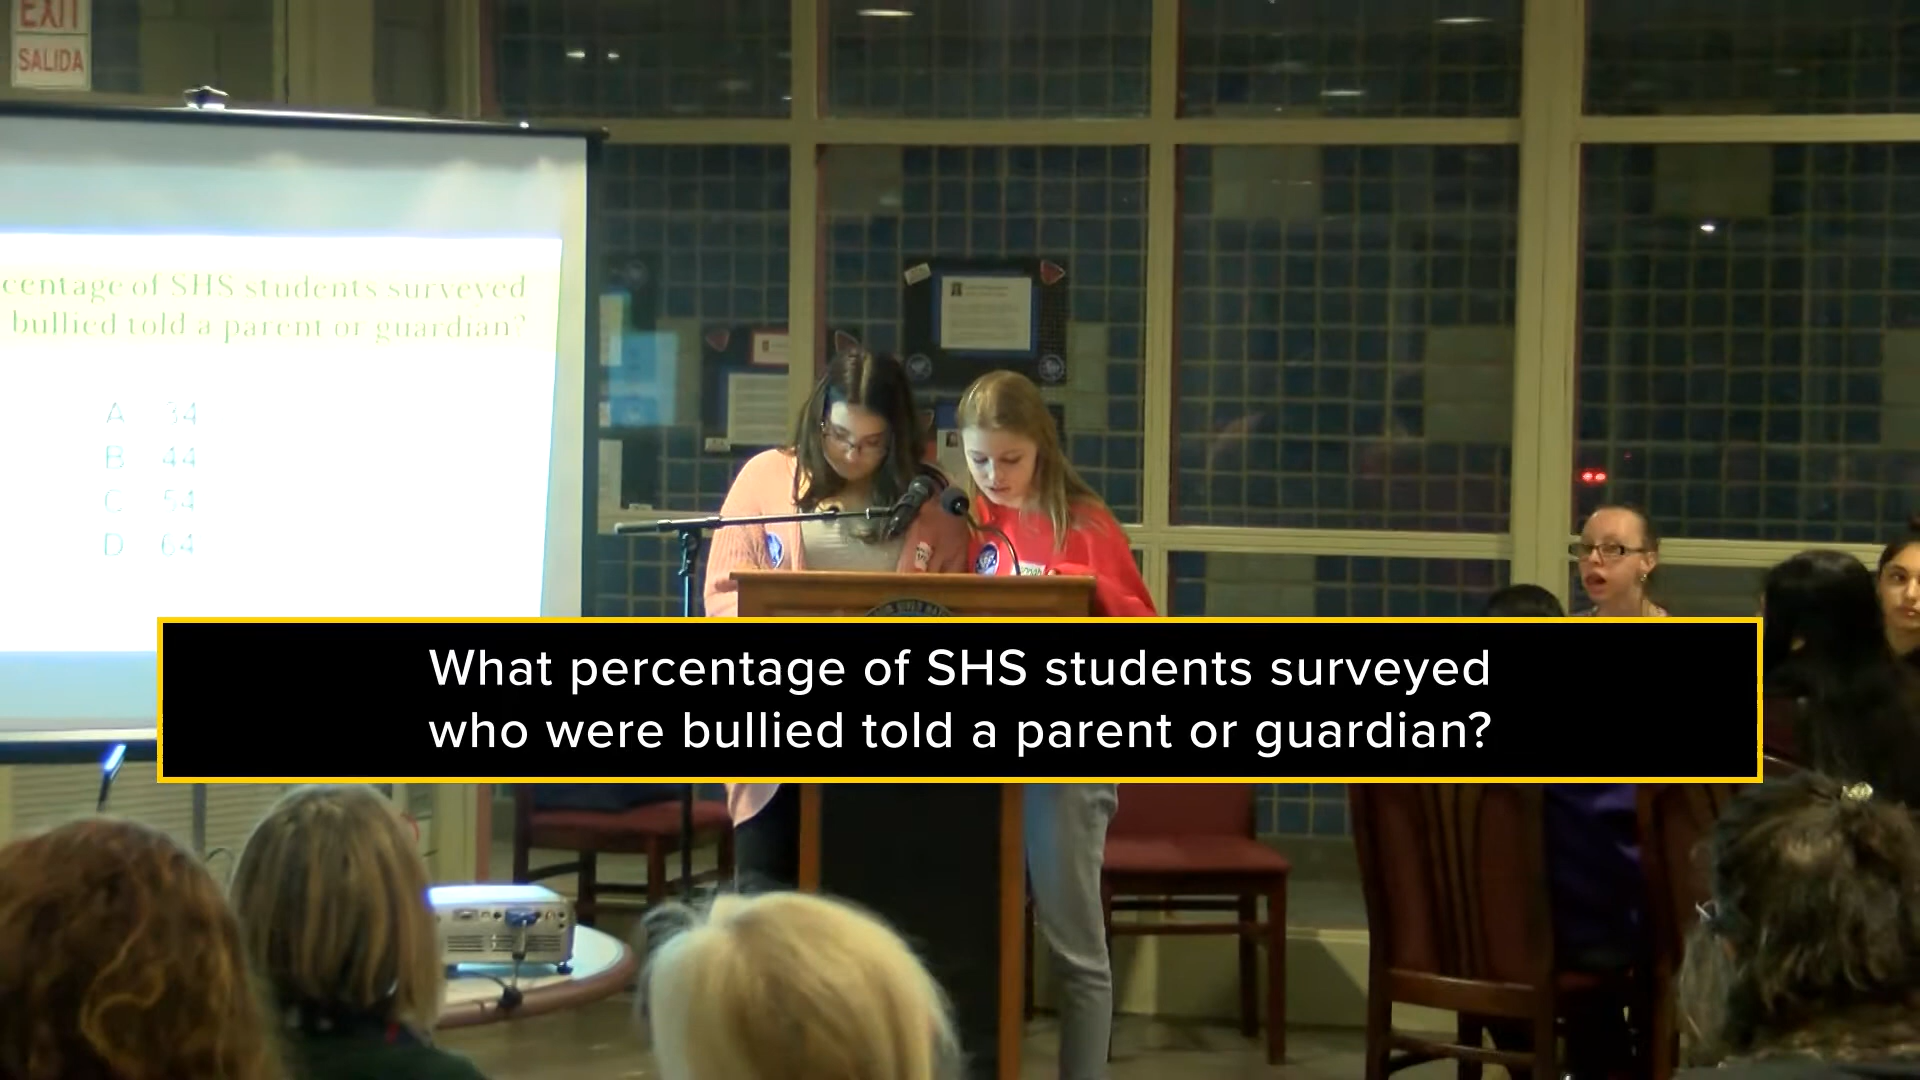 EXIT
SALIDA
centage of SHS students surveyed
bullied told a parent or guardian?
A 34
B 44
C 54
D 64
What percentage of SHS students surveyed
who were bullied told a parent or guardian?